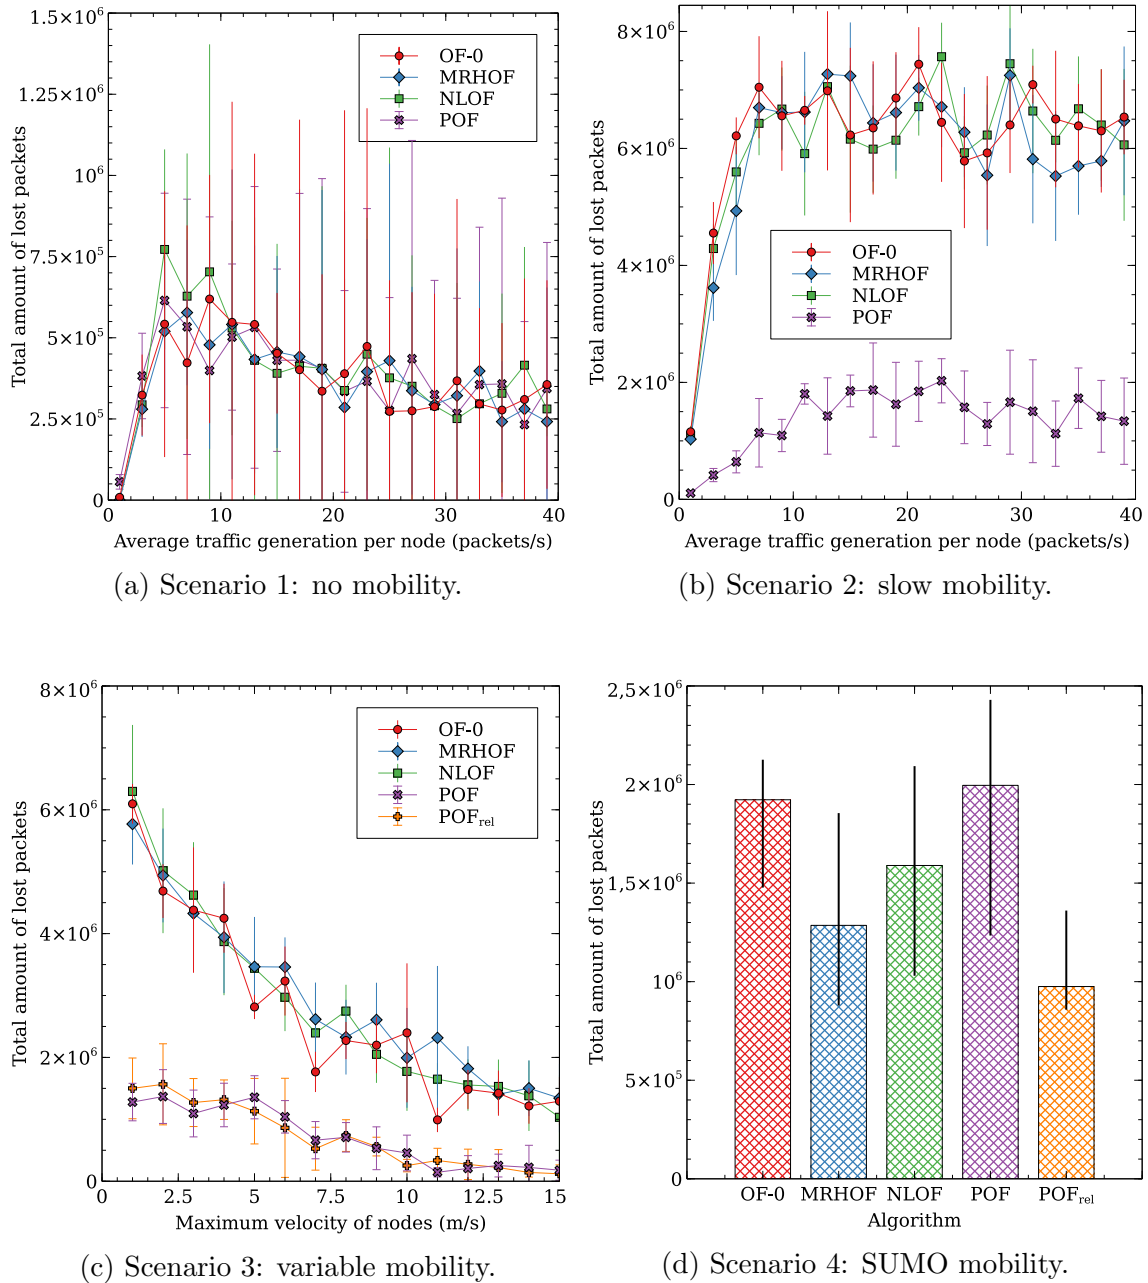 1.5×10⁶
1.25×10⁶
10⁶
7.5×10⁵
5×10⁵
2.5×10⁵
0
Total amount of lost packets
OF-0
MRHOF
NLOF
POF
0 10 20 30 40
Average traffic generation per node (packets/s)
(a) Scenario 1: no mobility.
8×10⁶
6×10⁶
4×10⁶
2×10⁶
0
Total amount of lost packets
OF-0
MRHOF
NLOF
POF
0 10 20 30 40
Average traffic generation per node (packets/s)
(b) Scenario 2: slow mobility.
8×10⁶
6×10⁶
4×10⁶
2×10⁶
0
Total amount of lost packets
OF-0
MRHOF
NLOF
POF
POF_rel
0 2.5 5 7.5 10 12.5 15
Maximum velocity of nodes (m/s)
(c) Scenario 3: variable mobility.
2,5×10⁶
2×10⁶
1,5×10⁶
10⁶
5×10⁵
0
Total amount of lost packets
OF-0 MRHOF NLOF POF POF_rel
Algorithm
(d) Scenario 4: SUMO mobility.